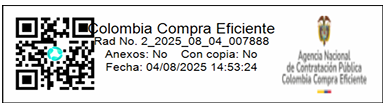 Colombia Compra Eficiente
Rad No. 2_2025_08_04_007888
Anexos: No Con copia: No
Fecha: 04/08/2025 14:53:24
Agencia Nacional
de Contratación Pública
Colombia Compra Eficiente